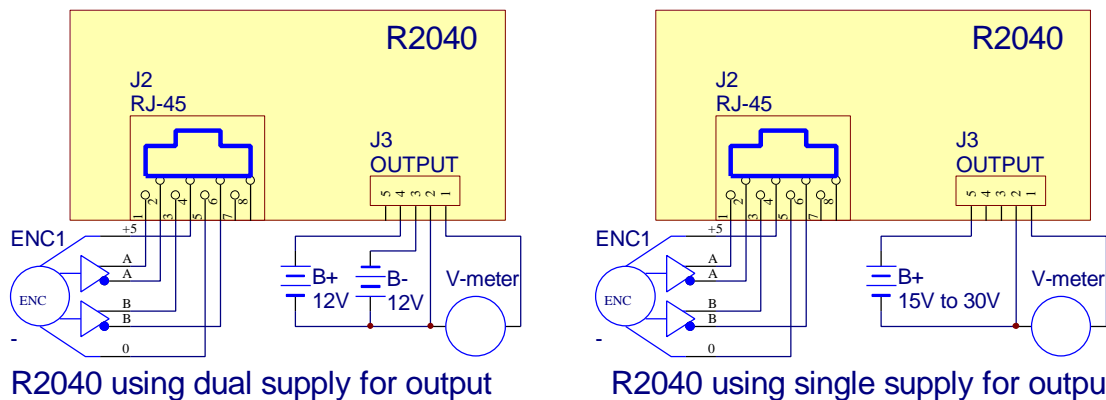 R2040
J2
RJ-45
J3
OUTPUT
5 4 3 2 1
1 2 3 4 5 6 7 8
ENC1
+5
A
A
B
B
0
ENC
-
B+
12V
B-
12V
V-meter
R2040 using dual supply for output
R2040
J2
RJ-45
J3
OUTPUT
5 4 3 2 1
1 2 3 4 5 6 7 8
ENC1
+5
A
A
B
B
0
ENC
-
B+
15V to 30V
V-meter
R2040 using single supply for outpu